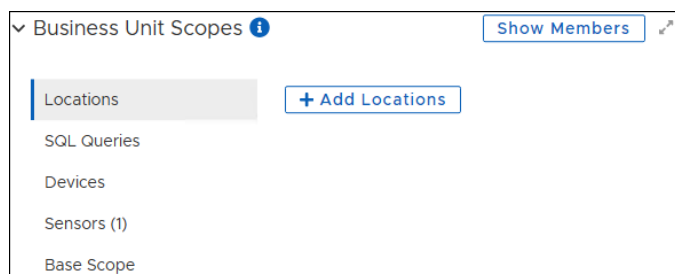 Business Unit Scopes
Show Members
Locations
+ Add Locations
SQL Queries
Devices
Sensors (1)
Base Scope